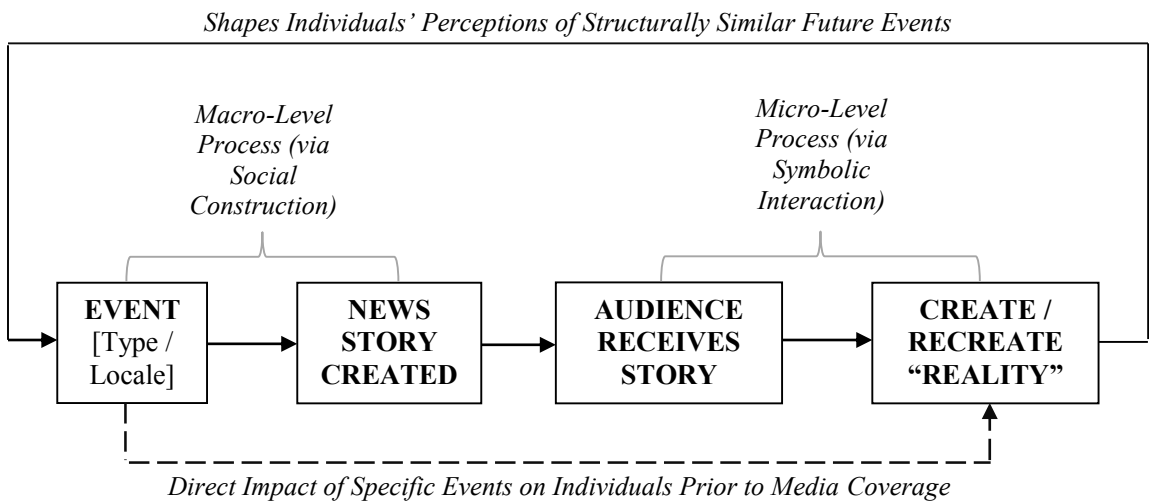 Shapes Individuals’ Perceptions of Structurally Similar Future Events
Macro-Level
Process (via
Social
Construction)
Micro-Level
Process (via
Symbolic
Interaction)
EVENT
[Type /
Locale]
NEWS
STORY
CREATED
AUDIENCE
RECEIVES
STORY
CREATE /
RECREATE
“REALITY”
Direct Impact of Specific Events on Individuals Prior to Media Coverage